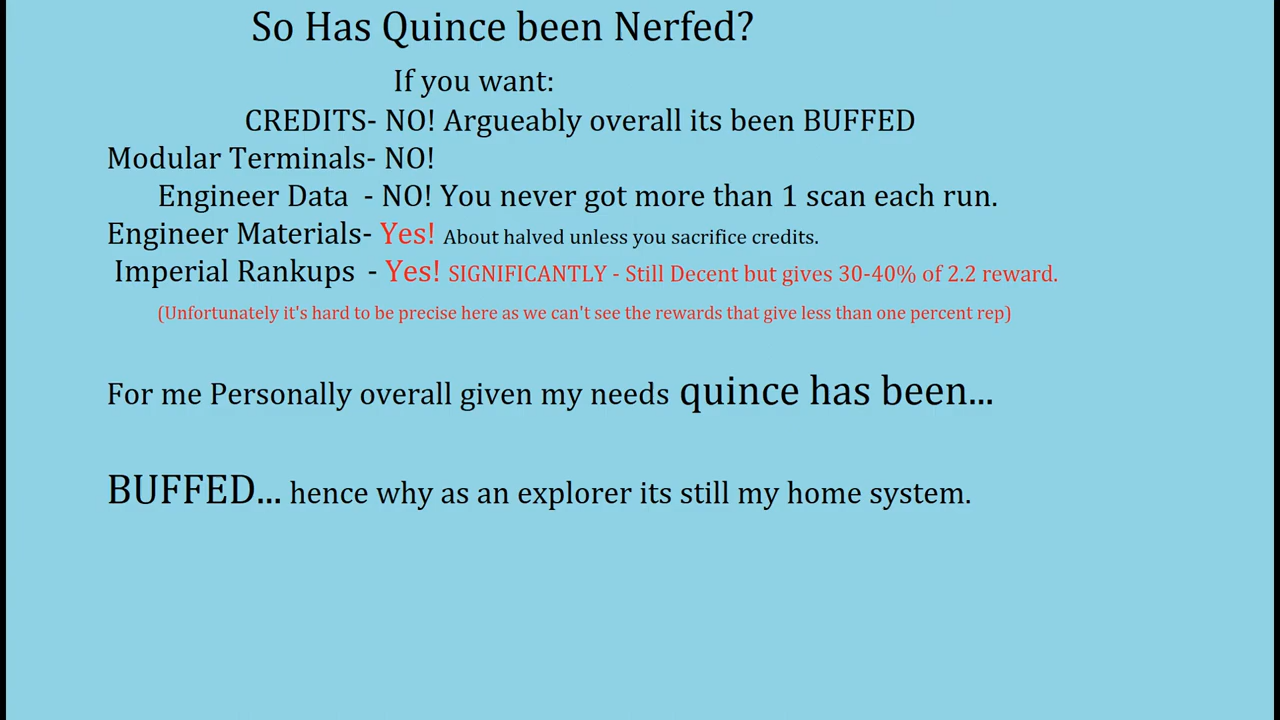 So Has Quince been Nerfed?
If you want:
CREDITS- NO! Argueably overall its been BUFFED
Modular Terminals- NO!
Engineer Data - NO! You never got more than 1 scan each run.
Engineer Materials- Yes! About halved unless you sacrifice credits.
Imperial Rankups - Yes! SIGNIFICANTLY - Still Decent but gives 30-40% of 2.2 reward.
(Unfortunately it's hard to be precise here as we can't see the rewards that give less than one percent rep)
For me Personally overall given my needs quince has been...
BUFFED... hence why as an explorer its still my home system.